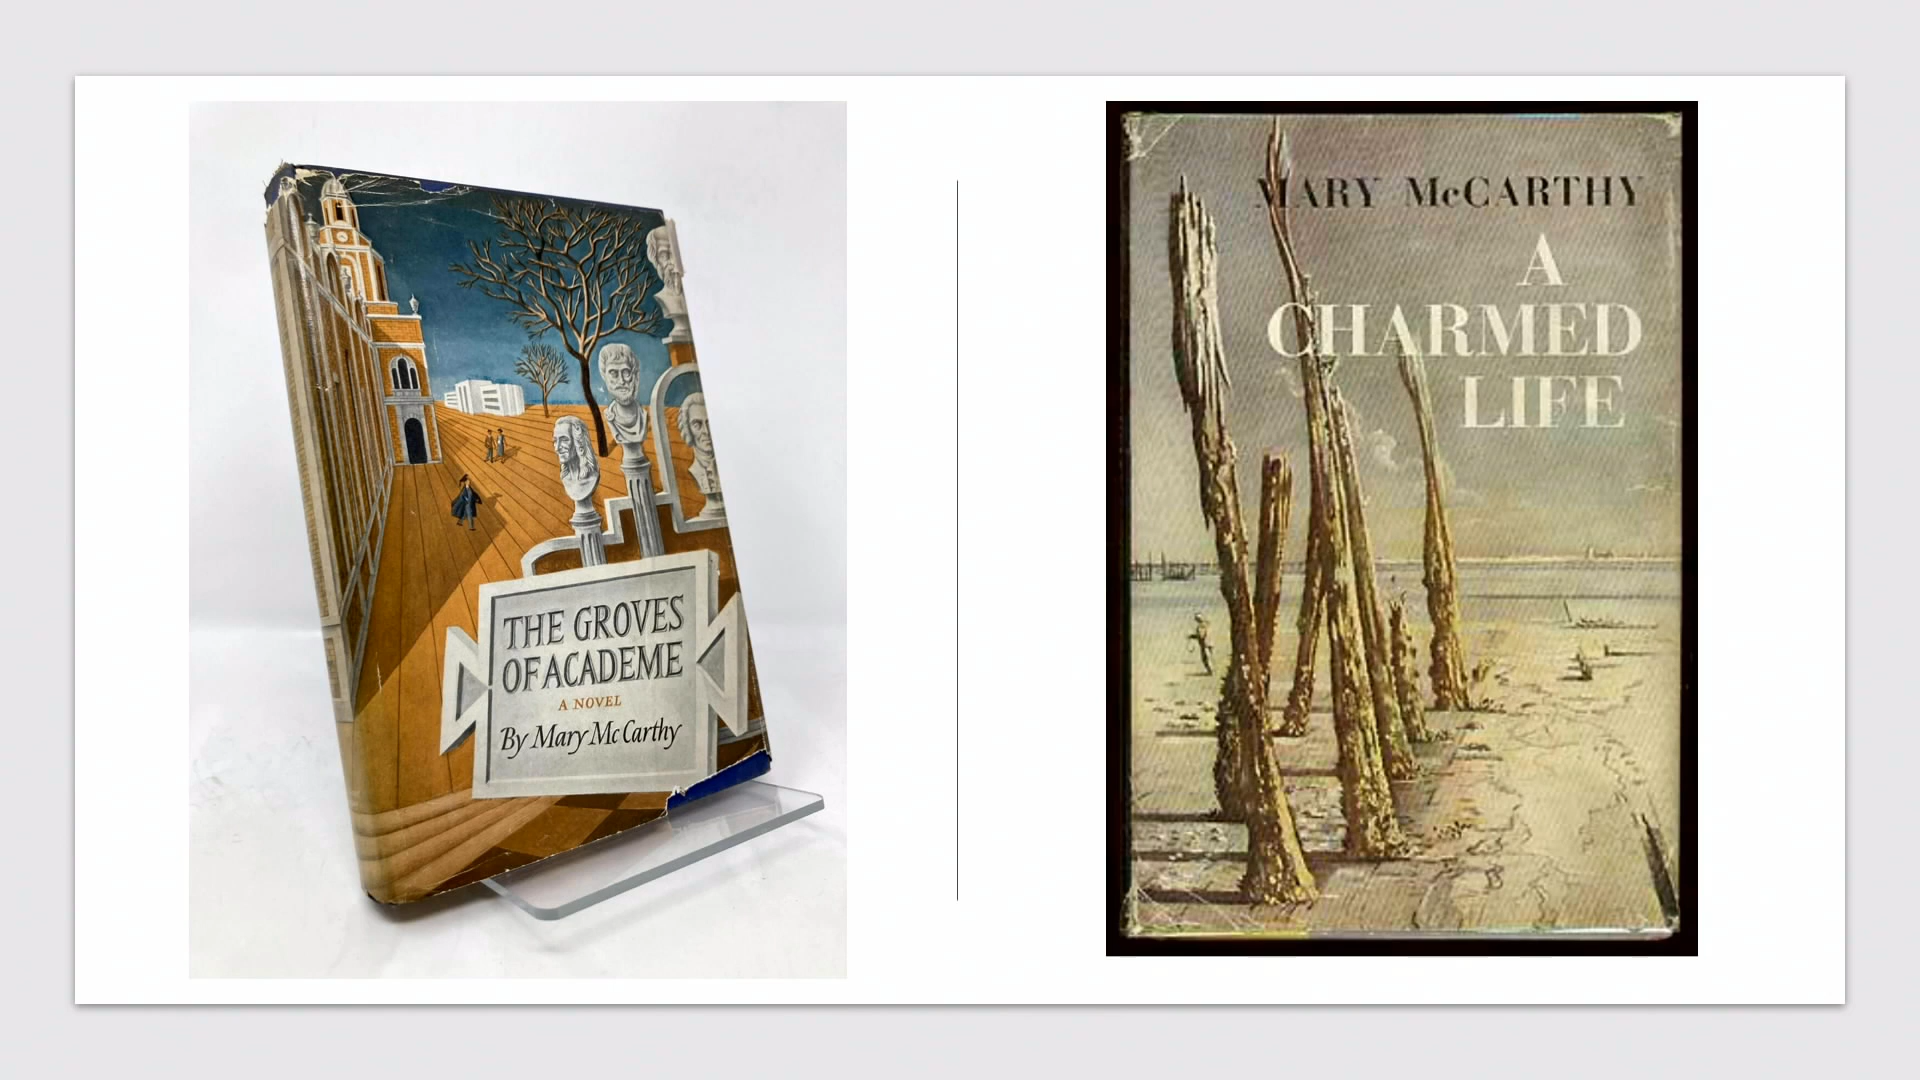 THE GROVES
OF ACADEME
A NOVEL
By Mary McCarthy
MARY McCARTHY
A
CHARMED
LIFE